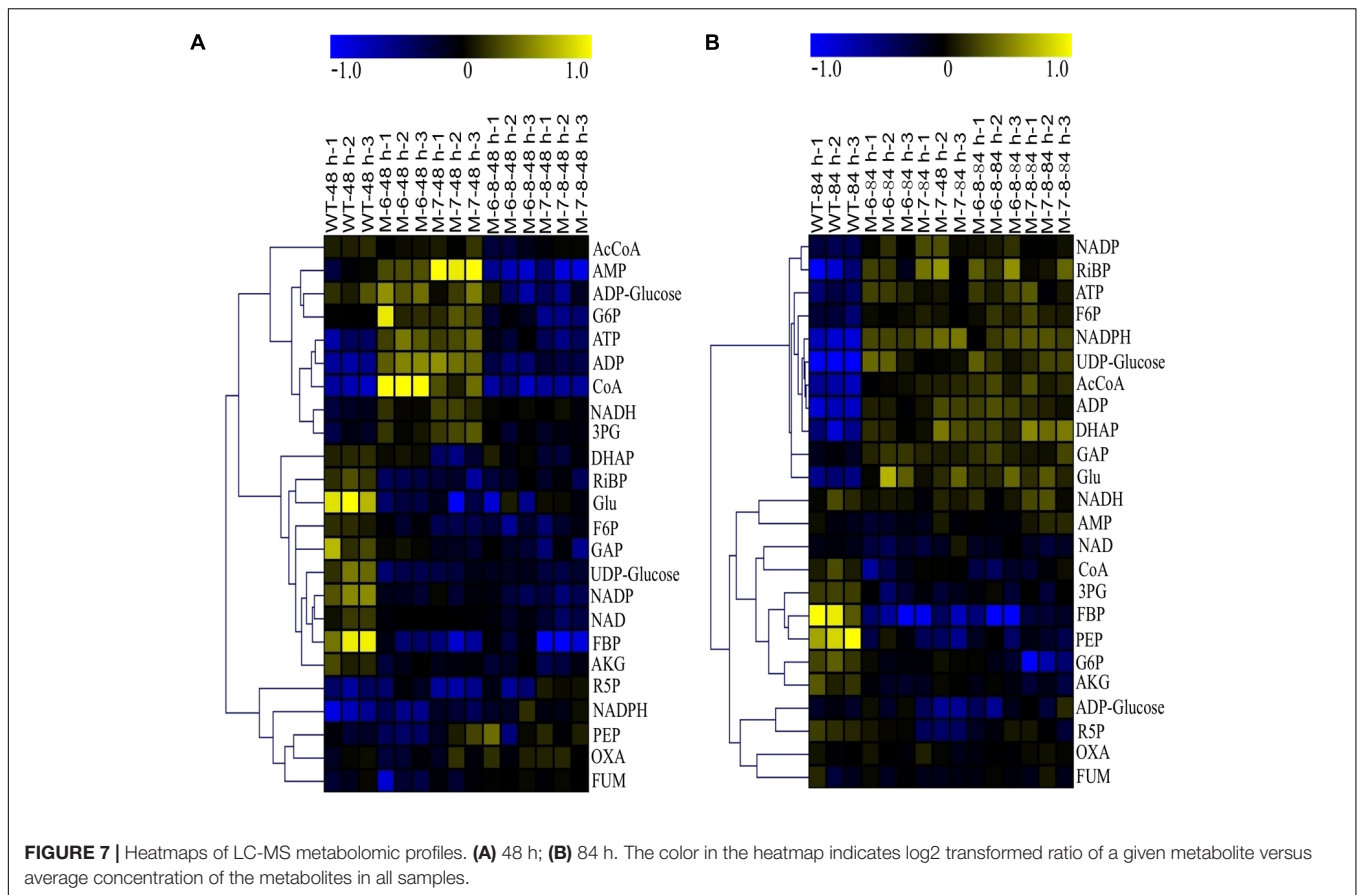 A
-1.0 0 1.0
WT-48 h-1
WT-48 h-2
WT-48 h-3
M-6-48 h-1
M-6-48 h-2
M-6-48 h-3
M-7-48 h-1
M-7-48 h-2
M-7-48 h-3
M-6-8-48 h-1
M-6-8-48 h-2
M-6-8-48 h-3
M-7-8-48 h-1
M-7-8-48 h-2
M-7-8-48 h-3
AcCoA
AMP
ADP-Glucose
G6P
ATP
ADP
CoA
NADH
3PG
DHAP
RiBP
Glu
F6P
GAP
UDP-Glucose
NADP
NAD
FBP
AKG
R5P
NADPH
PEP
OXA
FUM
B
-1.0 0 1.0
WT-84 h-1
WT-84 h-2
WT-84 h-3
M-6-84 h-1
M-6-84 h-2
M-6-84 h-3
M-7-84 h-1
M-7-48 h-2
M-7-84 h-3
M-6-8-84 h-1
M-6-8-84 h-2
M-6-8-84 h-3
M-7-8-84 h-1
M-7-8-84 h-2
M-7-8-84 h-3
NADP
RiBP
ATP
F6P
NADPH
UDP-Glucose
AcCoA
ADP
DHAP
GAP
Glu
NADH
AMP
NAD
CoA
3PG
FBP
PEP
G6P
AKG
ADP-Glucose
R5P
OXA
FUM
FIGURE 7 | Heatmaps of LC-MS metabolomic profiles. (A) 48 h; (B) 84 h. The color in the heatmap indicates log2 transformed ratio of a given metabolite versus
average concentration of the metabolites in all samples.